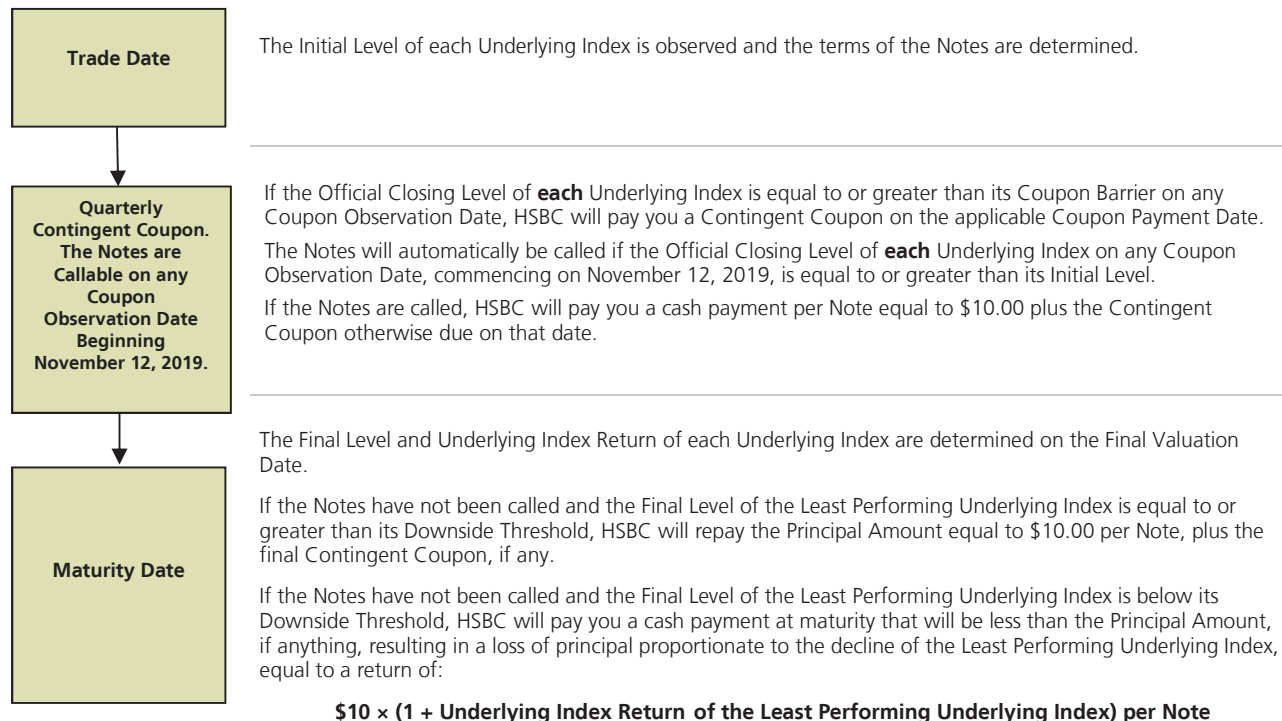 Trade Date
The Initial Level of each Underlying Index is observed and the terms of the Notes are determined.
Quarterly
Contingent Coupon.
The Notes are
Callable on any
Coupon
Observation Date
Beginning
November 12, 2019.
If the Official Closing Level of each Underlying Index is equal to or greater than its Coupon Barrier on any
Coupon Observation Date, HSBC will pay you a Contingent Coupon on the applicable Coupon Payment Date.
The Notes will automatically be called if the Official Closing Level of each Underlying Index on any Coupon
Observation Date, commencing on November 12, 2019, is equal to or greater than its Initial Level.
If the Notes are called, HSBC will pay you a cash payment per Note equal to $10.00 plus the Contingent
Coupon otherwise due on that date.
Maturity Date
The Final Level and Underlying Index Return of each Underlying Index are determined on the Final Valuation
Date.
If the Notes have not been called and the Final Level of the Least Performing Underlying Index is equal to or
greater than its Downside Threshold, HSBC will repay the Principal Amount equal to $10.00 per Note, plus the
final Contingent Coupon, if any.
If the Notes have not been called and the Final Level of the Least Performing Underlying Index is below its
Downside Threshold, HSBC will pay you a cash payment at maturity that will be less than the Principal Amount,
if anything, resulting in a loss of principal proportionate to the decline of the Least Performing Underlying Index,
equal to a return of:
$10 × (1 + Underlying Index Return of the Least Performing Underlying Index) per Note